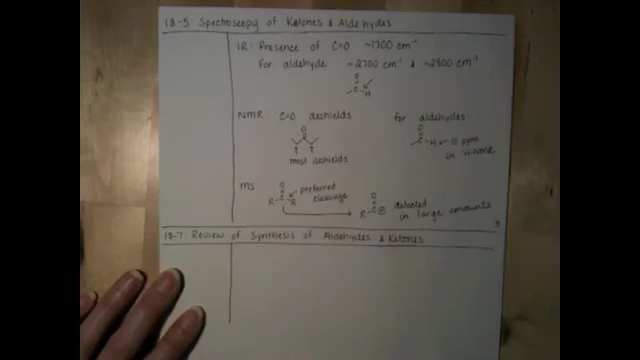 18-5 Spectroscopy of Ketones & Aldehydes
IR: Presence of C=O ~1700 cm⁻¹
For aldehyde ~2700 cm⁻¹ & ~2800 cm⁻¹
O
C
H
NMR: C=O deshields
for aldehydes
O
O
C
H ~10 ppm
in ¹H-NMR
most deshields
MS
O
R C R
preferred
cleavage
O
R C ⊕
detected
in large amounts
18-7: Review of Synthesis of Aldehydes & Ketones